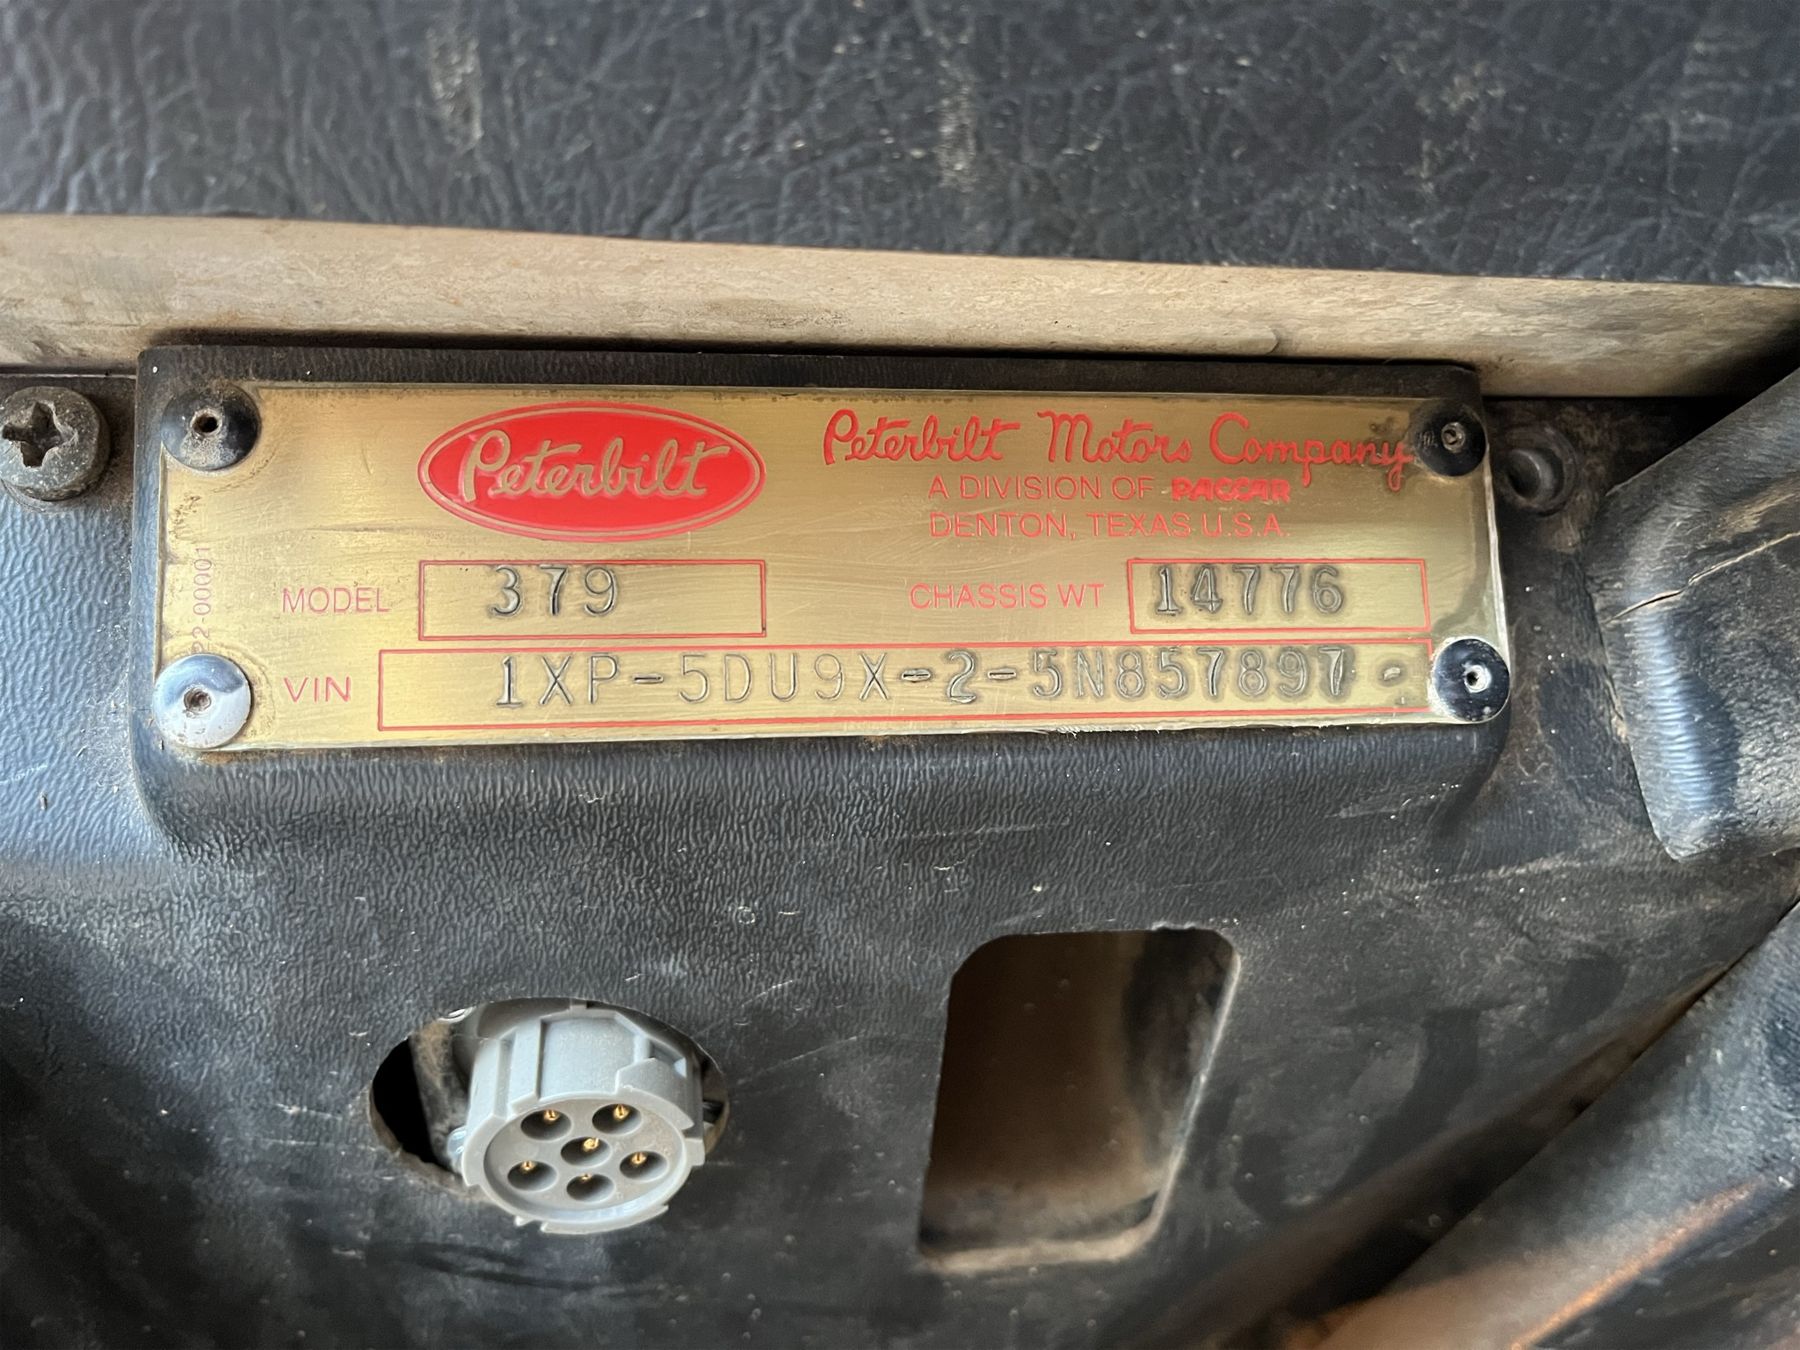 Peterbilt
Peterbilt Motors Company
A DIVISION OF PACCAR
DENTON, TEXAS U.S.A.
MODEL 379
CHASSIS WT 14776
VIN 1XP-5DU9X-2-5N857897-